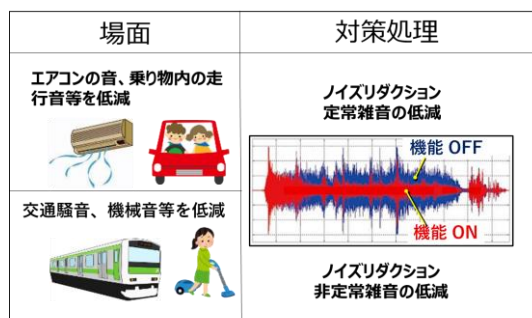 場面
対策処理
エアコンの音、乗り物内の走
行音等を低減
ノイズリダクション
定常雑音の低減
機能 OFF
機能 ON
交通騒音、機械音等を低減
ノイズリダクション
非定常雑音の低減